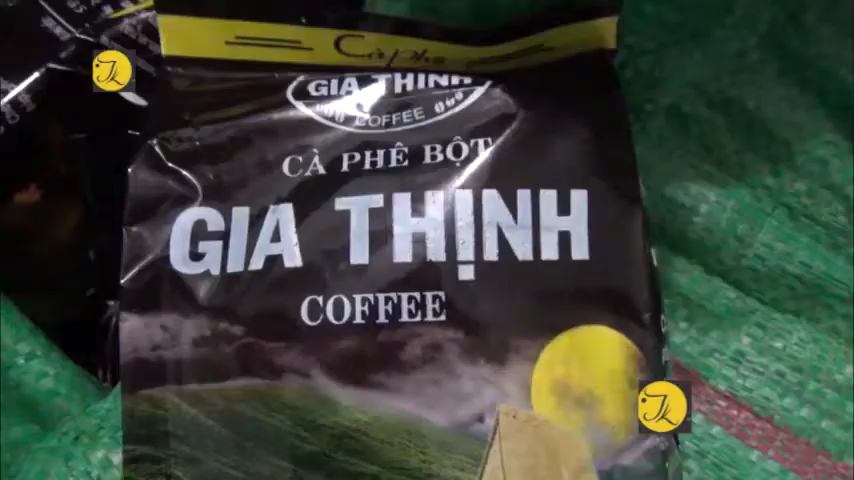 Cà phê
GIA THỊNH
COFFEE
CÀ PHÊ BỘT
GIA THỊNH
COFFEE